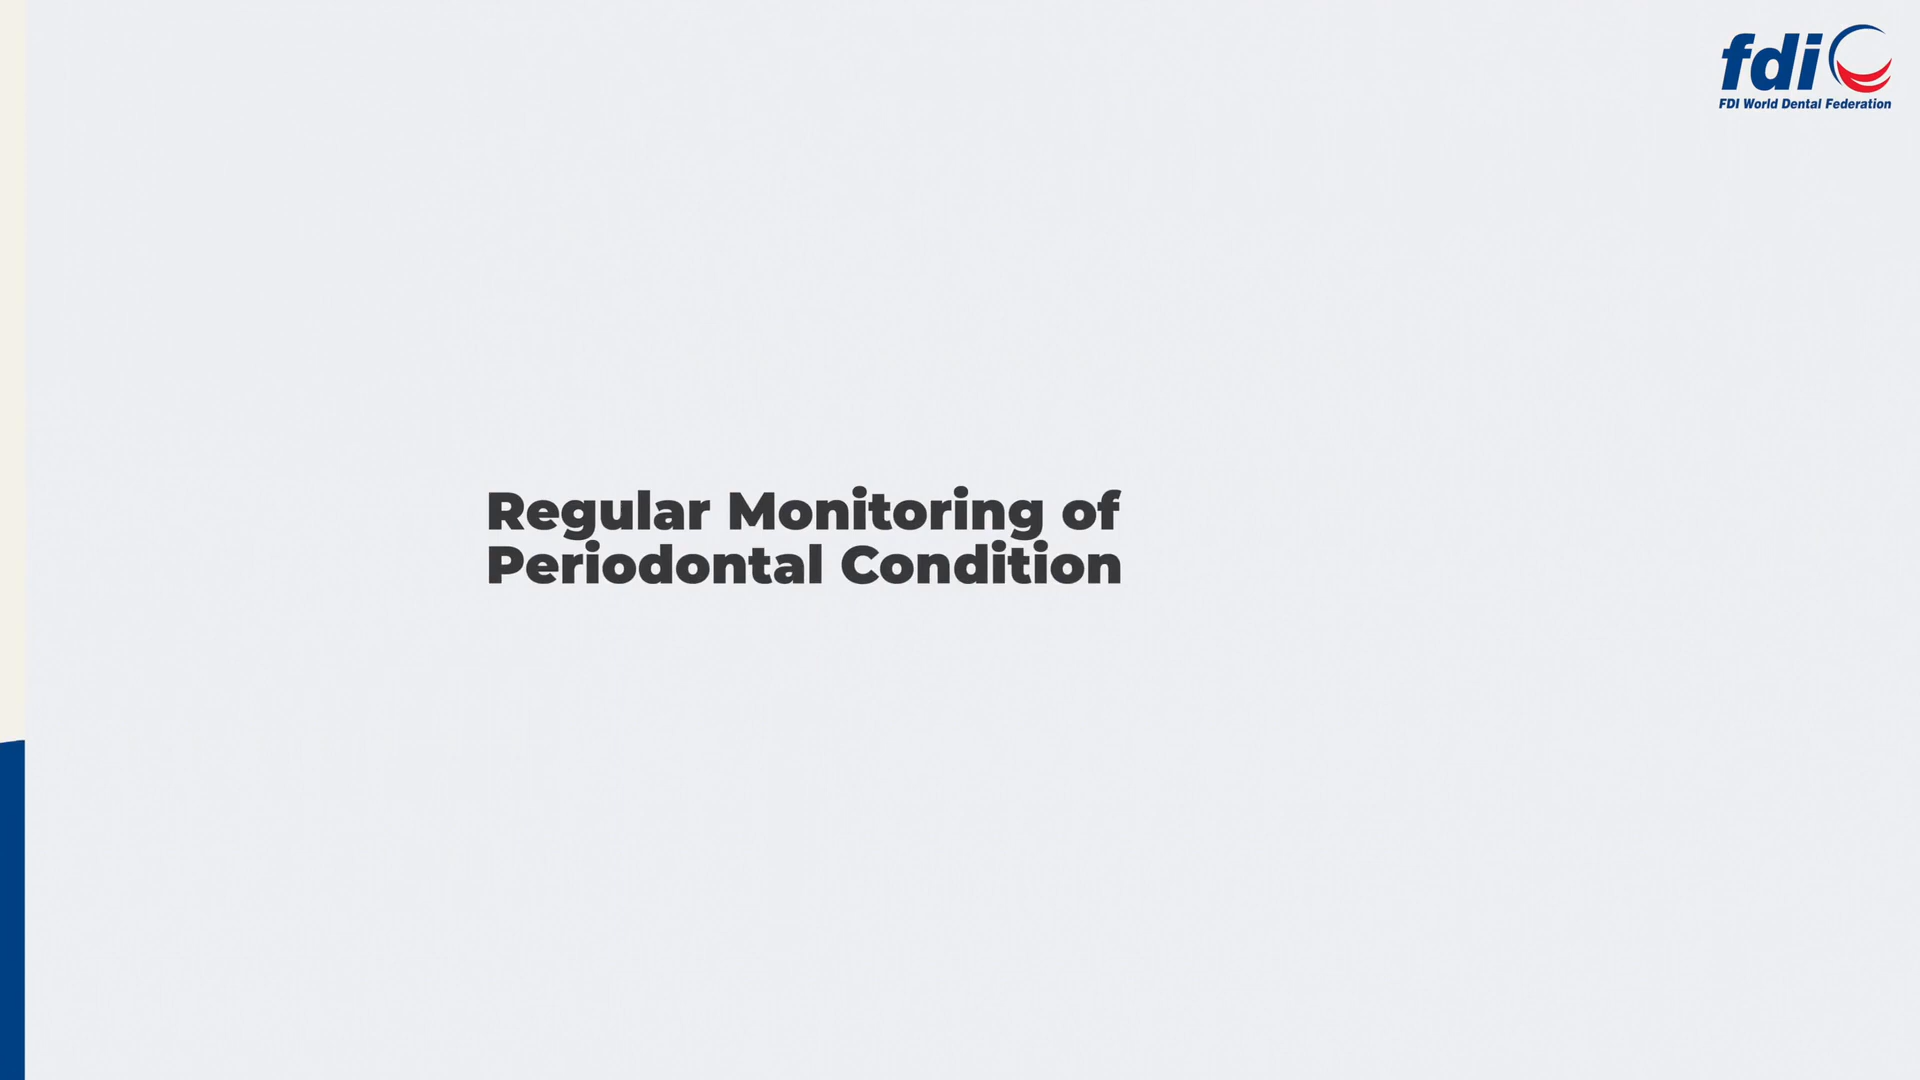 fdi
FDI World Dental Federation
Regular Monitoring of
Periodontal Condition